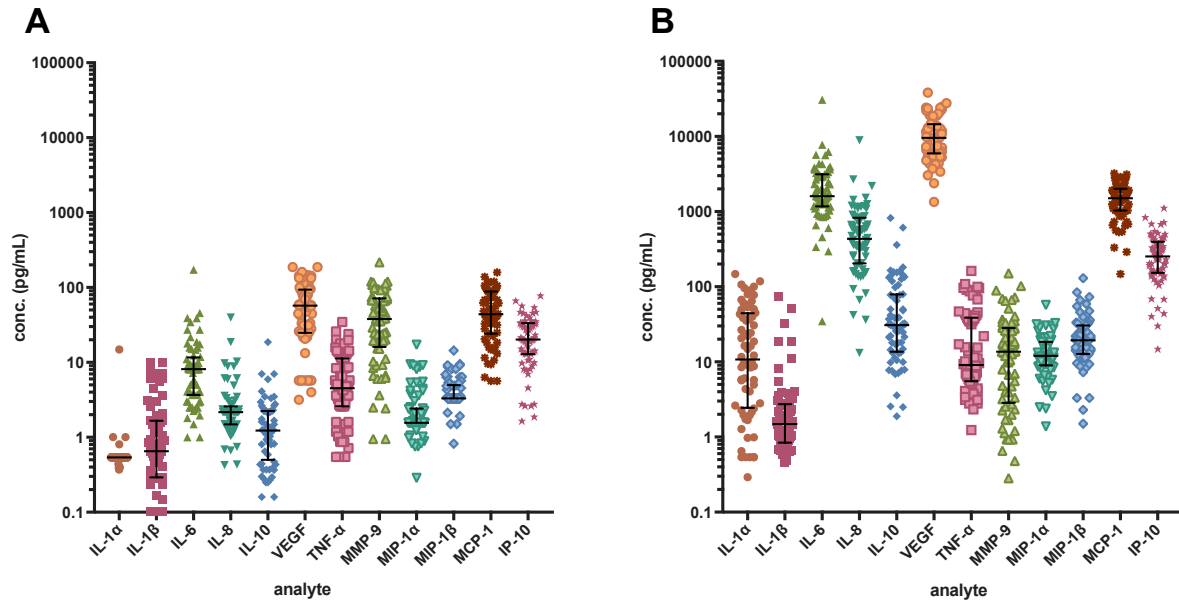 A
conc. (pg/mL)
100000
10000
1000
100
10
1
0.1
IL-1α
IL-1β
IL-6
IL-8
IL-10
VEGF
TNF-α
MMP-9
MIP-1α
MIP-1β
MCP-1
IP-10
analyte
B
conc. (pg/mL)
100000
10000
1000
100
10
1
0.1
IL-1α
IL-1β
IL-6
IL-8
IL-10
VEGF
TNF-α
MMP-9
MIP-1α
MIP-1β
MCP-1
IP-10
analyte